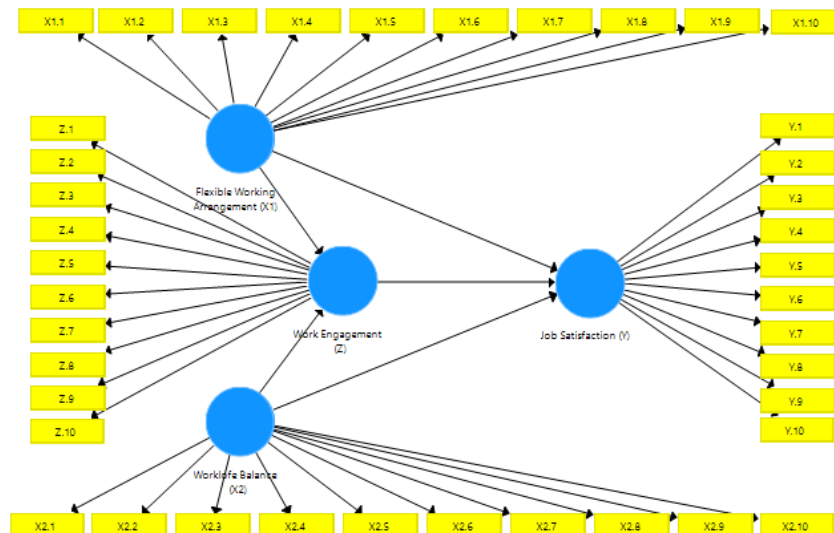 X1.1
X1.2
X1.3
X1.4
X1.5
X1.6
X1.7
X1.8
X1.9
X1.10
Z.1
Z.2
Z.3
Z.4
Z.5
Z.6
Z.7
Z.8
Z.9
Z.10
Flexible Working
Arrangement (X1)
Work Engagement
(Z)
Job Satisfaction (Y)
Worklofe Balance
(X2)
Y.1
Y.2
Y.3
Y.4
Y.5
Y.6
Y.7
Y.8
Y.9
Y.10
X2.1
X2.2
X2.3
X2.4
X2.5
X2.6
X2.7
X2.8
X2.9
X2.10